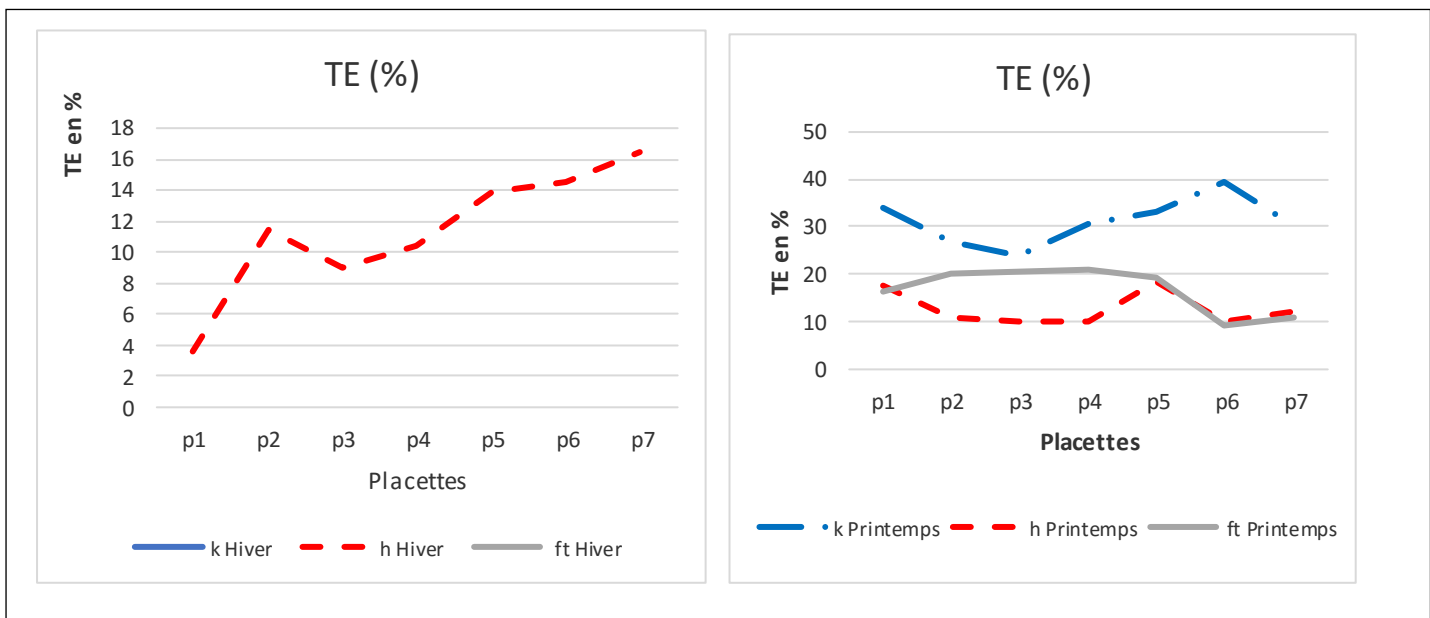 TE (%)
TE en %
18
16
14
12
10
8
6
4
2
0
p1 p2 p3 p4 p5 p6 p7
Placettes
k Hiver h Hiver ft Hiver
TE (%)
TE en %
50
40
30
20
10
0
p1 p2 p3 p4 p5 p6 p7
Placettes
k Printemps h Printemps ft Printemps